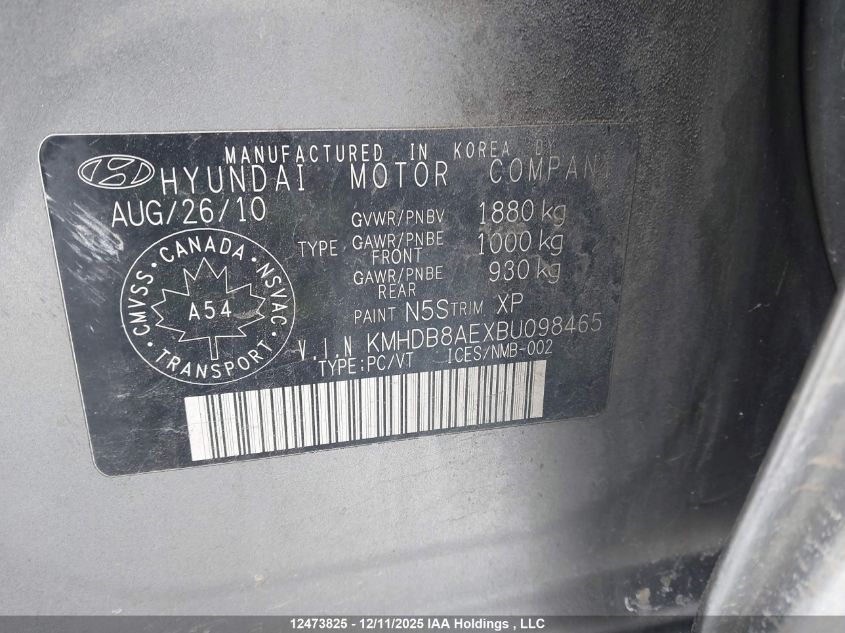 MANUFACTURED IN KOREA BY
HYUNDAI MOTOR COMPANY
AUG/26/10
GVWR/PNBV 1880 kg
TYPE GAWR/PNBE FRONT 1000 kg
GAWR/PNBE REAR 930 kg
PAINT N5S TRIM XP
V.I.N KMHDB8AEXBU098465
TYPE:PC/VT ICES/NMB-002
CMVSS • CANADA • NSVAC • TRANSPORT •
A54
12473825 - 12/11/2025 IAA Holdings , LLC